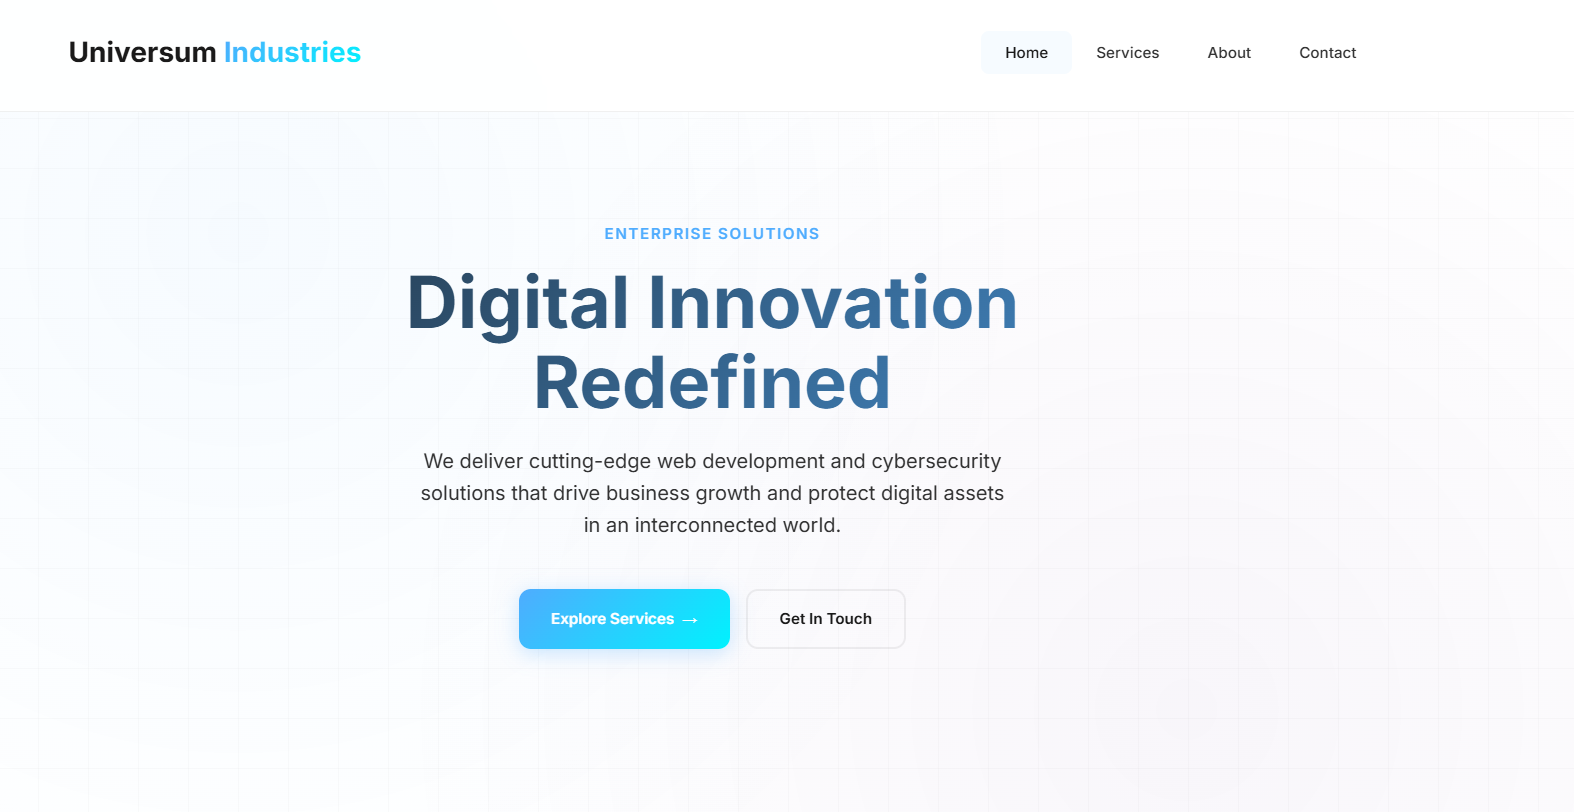 Universum Industries
Home Services About Contact
ENTERPRISE SOLUTIONS
Digital Innovation
Redefined
We deliver cutting-edge web development and cybersecurity
solutions that drive business growth and protect digital assets
in an interconnected world.
Explore Services →
Get In Touch